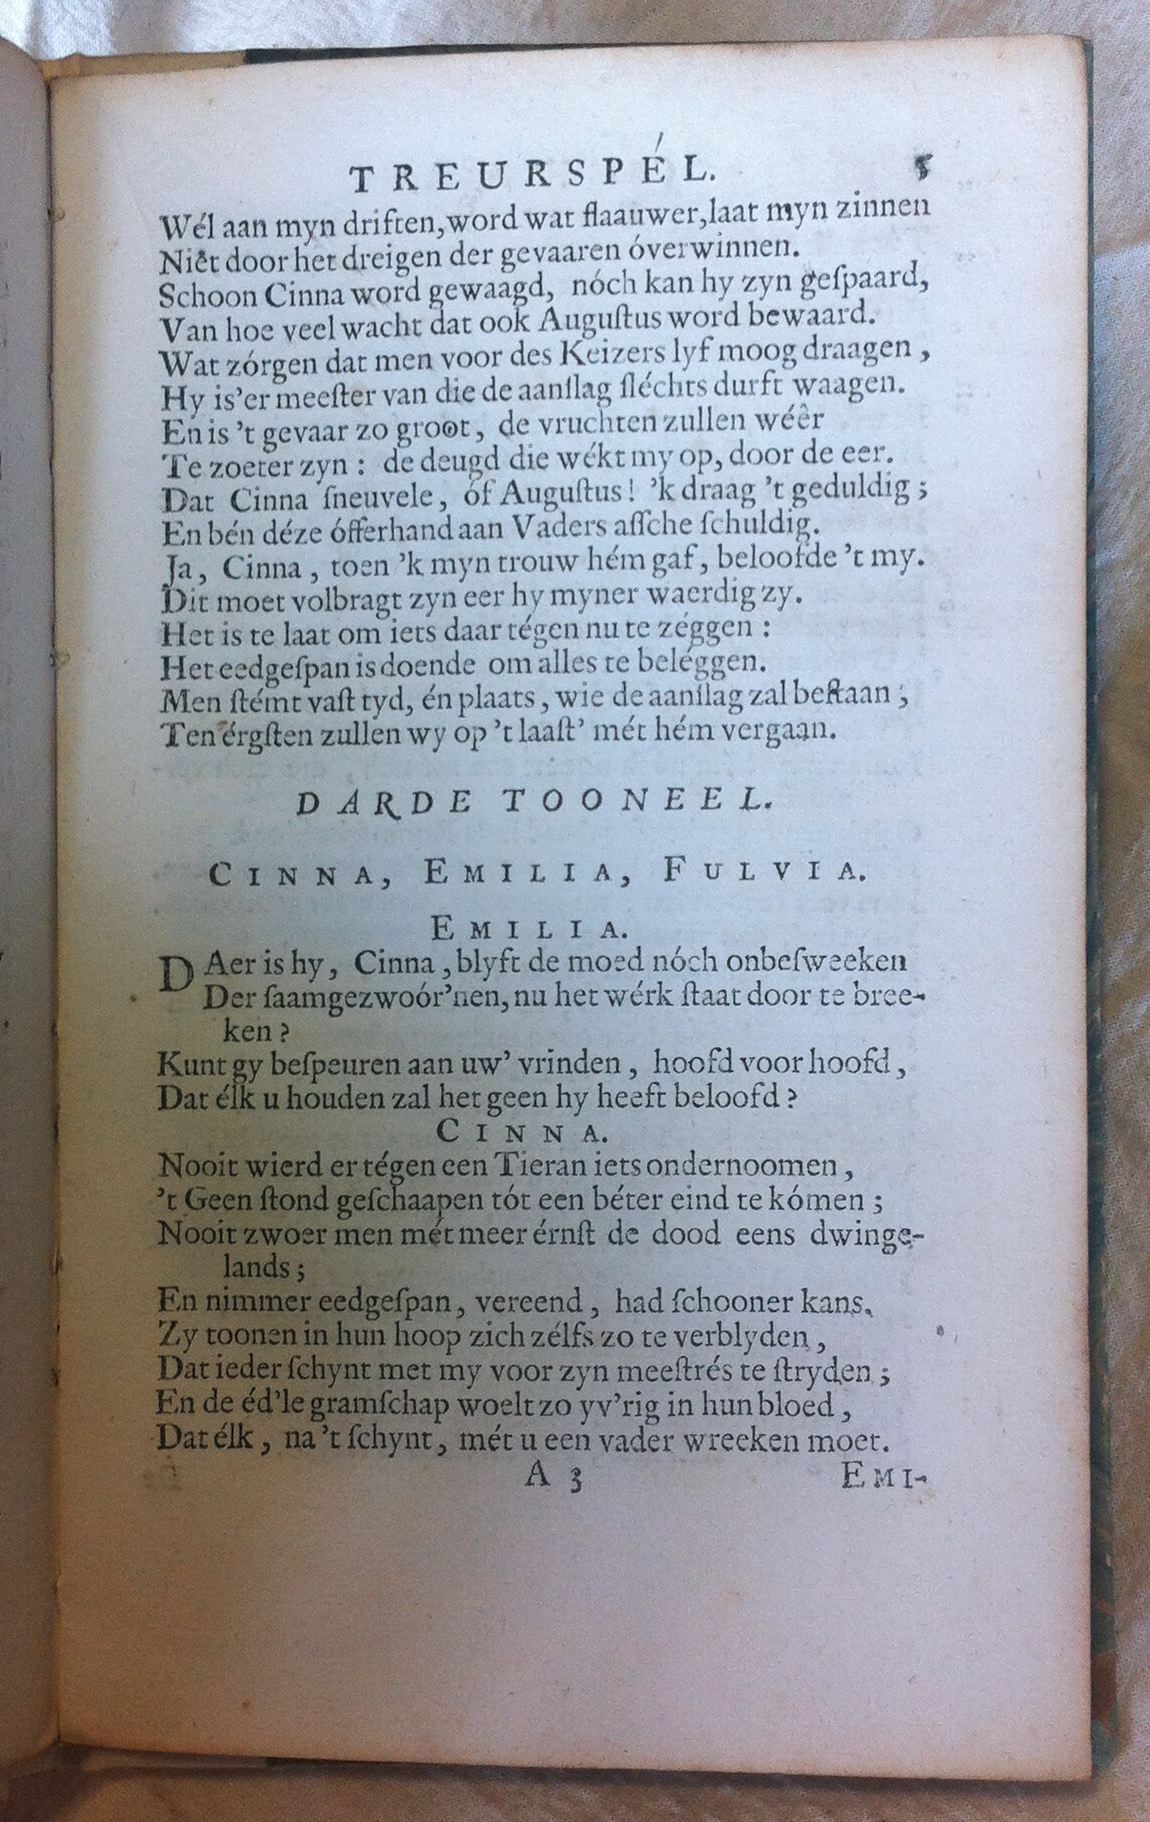 TREURSPÉL. 5
Wél aan myn driften, word wat flaauwer, laat myn zinnen
Niêt door het dreigen der gevaaren óverwinnen.
Schoon Cinna word gewaagd, nóch kan hy zyn geſpaard,
Van hoe veel wacht dat ook Auguſtus word bewaard.
Wat zórgen dat men voor des Keizers lyf moog draagen,
Hy is'er meeſter van die de aanſlag ſléchts durft waagen.
En is 't gevaar zo groot, de vruchten zullen wéêr
Te zoeter zyn: de deugd die wékt my op, door de eer.
Dat Cinna ſneuvele, óf Auguſtus! 'k draag 't geduldig;
En bén déze ófferhand aan Vaders aſſche ſchuldig.
Ja, Cinna, toen 'k myn trouw hém gaf, beloofde 't my.
Dit moet volbragt zyn eer hy myner waerdig zy.
Het is te laat om iets daar tégen nu te zéggen:
Het eedgeſpan is doende om alles te beléggen.
Men ſtémt vaſt tyd, én plaats, wie de aanſlag zal beſtaan;
Ten érgſten zullen wy op 't laaſt' mét hém vergaan.
DARDE TOONEEL.
CINNA, EMILIA, FULVIA.
EMILIA.
DAer is hy, Cinna, blyft de moed nóch onbeſweeken
Der ſaamgezwoór'nen, nu het wérk ſtaat door te bree-
ken?
Kunt gy beſpeuren aan uw' vrinden, hoofd voor hoofd,
Dat élk u houden zal het geen hy heeft beloofd?
CINNA.
Nooit wierd er tégen een Tieran iets ondernoomen,
't Geen ſtond geſchaapen tót een béter eind te kómen;
Nooit zwoer men mét meer érnſt de dood eens dwinge-
lands;
En nimmer eedgeſpan, vereend, had ſchooner kans.
Zy toonen in hun hoop zich zélfs zo te verblyden,
Dat ieder ſchynt met my voor zyn meeſtrés te ſtryden;
En de éd'le gramſchap woelt zo yv'rig in hun bloed,
Dat élk, na 't ſchynt, mét u een vader wreeken moet.
A 3 EMI-